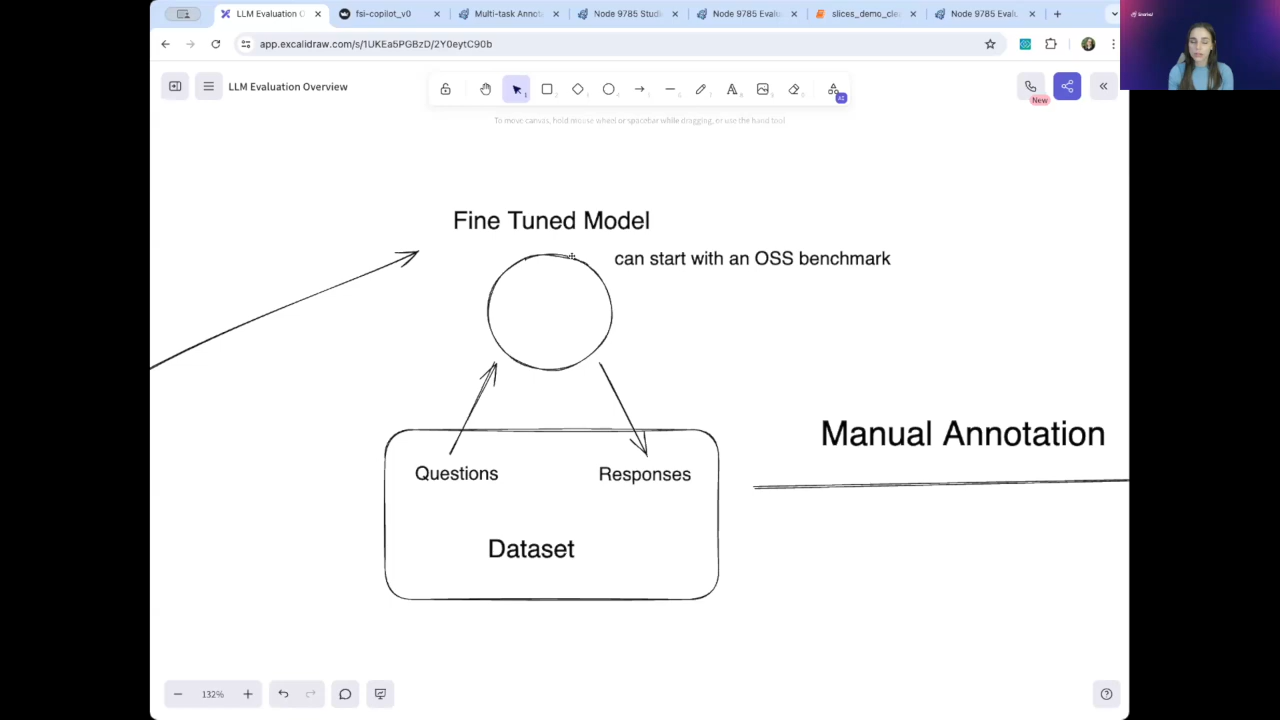 LLM Evaluation O
fsi-copilot_v0
Multi-task Annot
Node 9785 Studi
Node 9785 Evalu
slices_demo_clea
Node 9785 Evalu
app.excalidraw.com/s/1UKEa5PGBzD/2Y0eytC90b
LLM Evaluation Overview
New
To move canvas, hold mouse wheel or spacebar while dragging, or use the hand tool
Fine Tuned Model
can start with an OSS benchmark
Manual Annotation
Questions
Responses
Dataset
132%